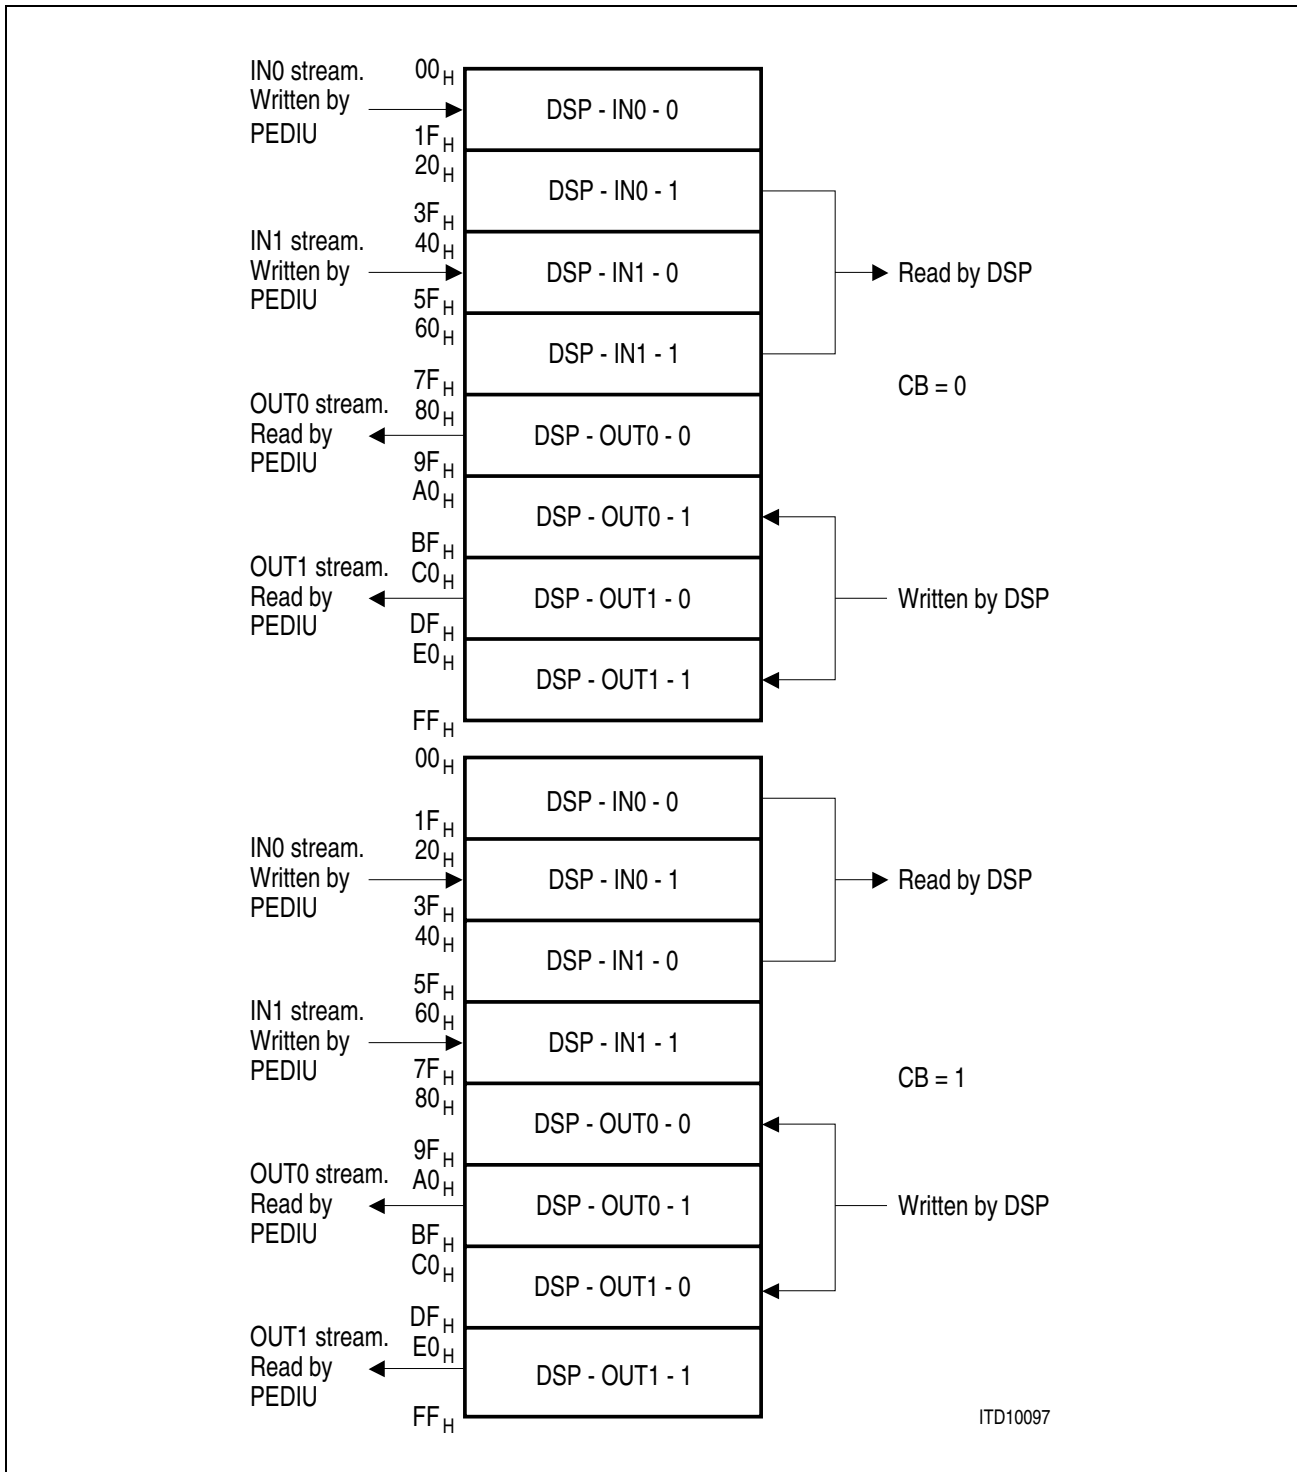 IN0 stream.
Written by
PEDIU
00H
DSP - IN0 - 0
1FH
20H
DSP - IN0 - 1
3FH
IN1 stream.
Written by
PEDIU
40H
DSP - IN1 - 0
Read by DSP
5FH
60H
DSP - IN1 - 1
7FH
CB = 0
OUT0 stream.
Read by
PEDIU
80H
DSP - OUT0 - 0
9FH
A0H
DSP - OUT0 - 1
BFH
OUT1 stream.
Read by
PEDIU
C0H
DSP - OUT1 - 0
Written by DSP
DFH
E0H
DSP - OUT1 - 1
FFH
00H
DSP - IN0 - 0
1FH
IN0 stream.
Written by
PEDIU
20H
DSP - IN0 - 1
Read by DSP
3FH
40H
DSP - IN1 - 0
5FH
IN1 stream.
Written by
PEDIU
60H
DSP - IN1 - 1
7FH
CB = 1
80H
DSP - OUT0 - 0
9FH
OUT0 stream.
Read by
PEDIU
A0H
DSP - OUT0 - 1
Written by DSP
BFH
C0H
DSP - OUT1 - 0
DFH
OUT1 stream.
Read by
PEDIU
E0H
DSP - OUT1 - 1
FFH
ITD10097